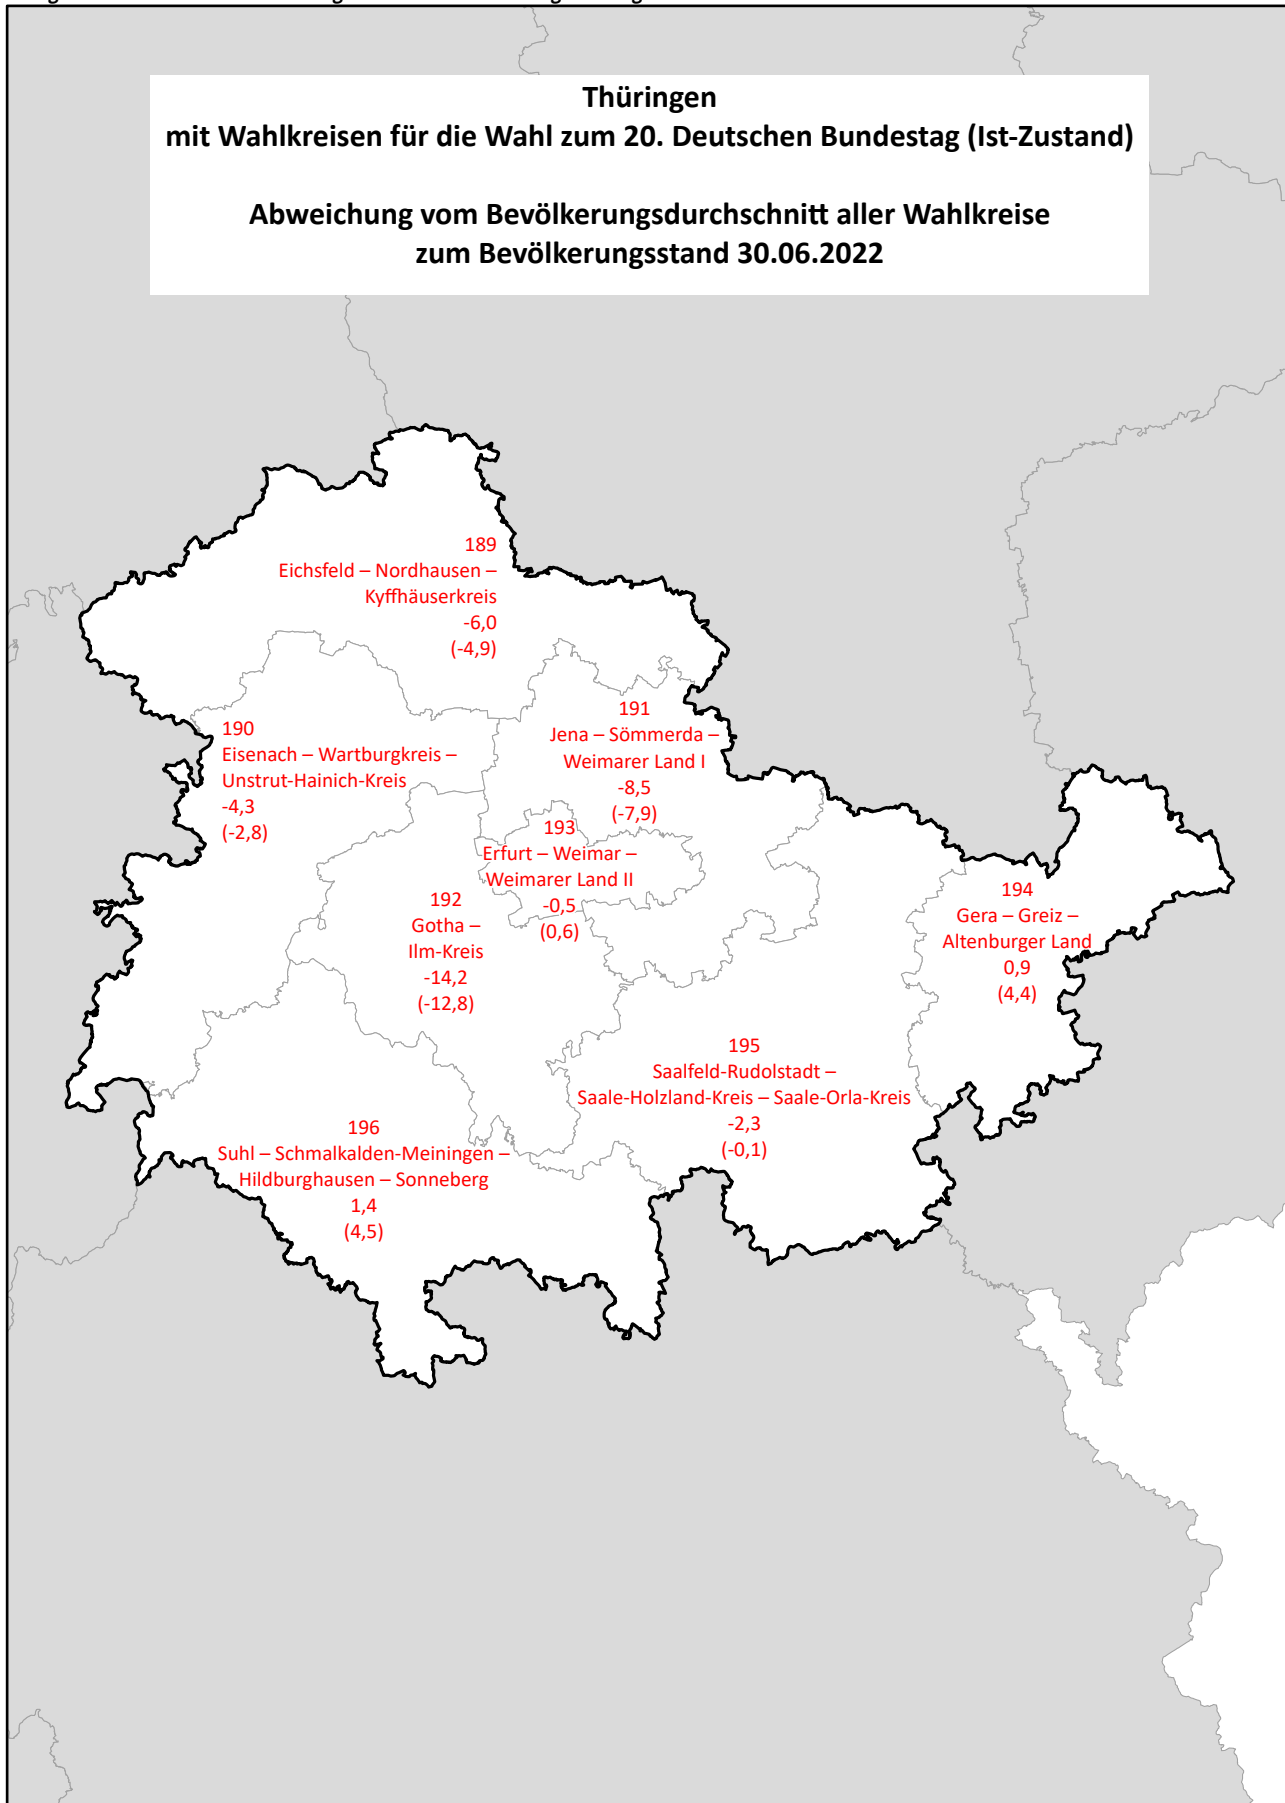 Thüringen
mit Wahlkreisen für die Wahl zum 20. Deutschen Bundestag (Ist-Zustand)
Abweichung vom Bevölkerungsdurchschnitt aller Wahlkreise
zum Bevölkerungsstand 30.06.2022
189
Eichsfeld – Nordhausen –
Kyffhäuserkreis
-6,0
(-4,9)
190
Eisenach – Wartburgkreis –
Unstrut-Hainich-Kreis
-4,3
(-2,8)
191
Jena – Sömmerda –
Weimarer Land I
-8,5
(-7,9)
193
Erfurt – Weimar –
Weimarer Land II
-0,5
(0,6)
192
Gotha –
Ilm-Kreis
-14,2
(-12,8)
194
Gera – Greiz –
Altenburger Land
0,9
(4,4)
195
Saalfeld-Rudolstadt –
Saale-Holzland-Kreis – Saale-Orla-Kreis
-2,3
(-0,1)
196
Suhl – Schmalkalden-Meiningen –
Hildburghausen – Sonneberg
1,4
(4,5)